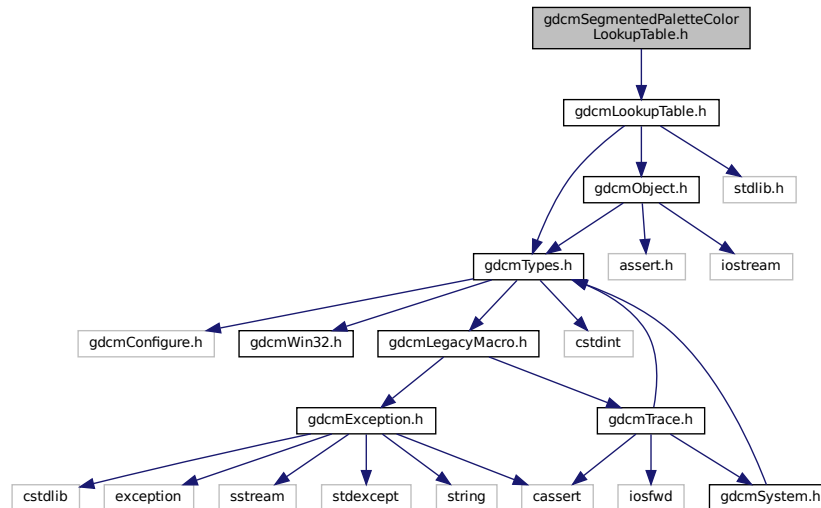 gdcmSegmentedPaletteColor
LookupTable.h
gdcmLookupTable.h
gdcmObject.h
stdlib.h
gdcmTypes.h
assert.h
iostream
gdcmConfigure.h
gdcmWin32.h
gdcmLegacyMacro.h
cstdint
gdcmException.h
gdcmTrace.h
cstdlib
exception
sstream
stdexcept
string
cassert
iosfwd
gdcmSystem.h